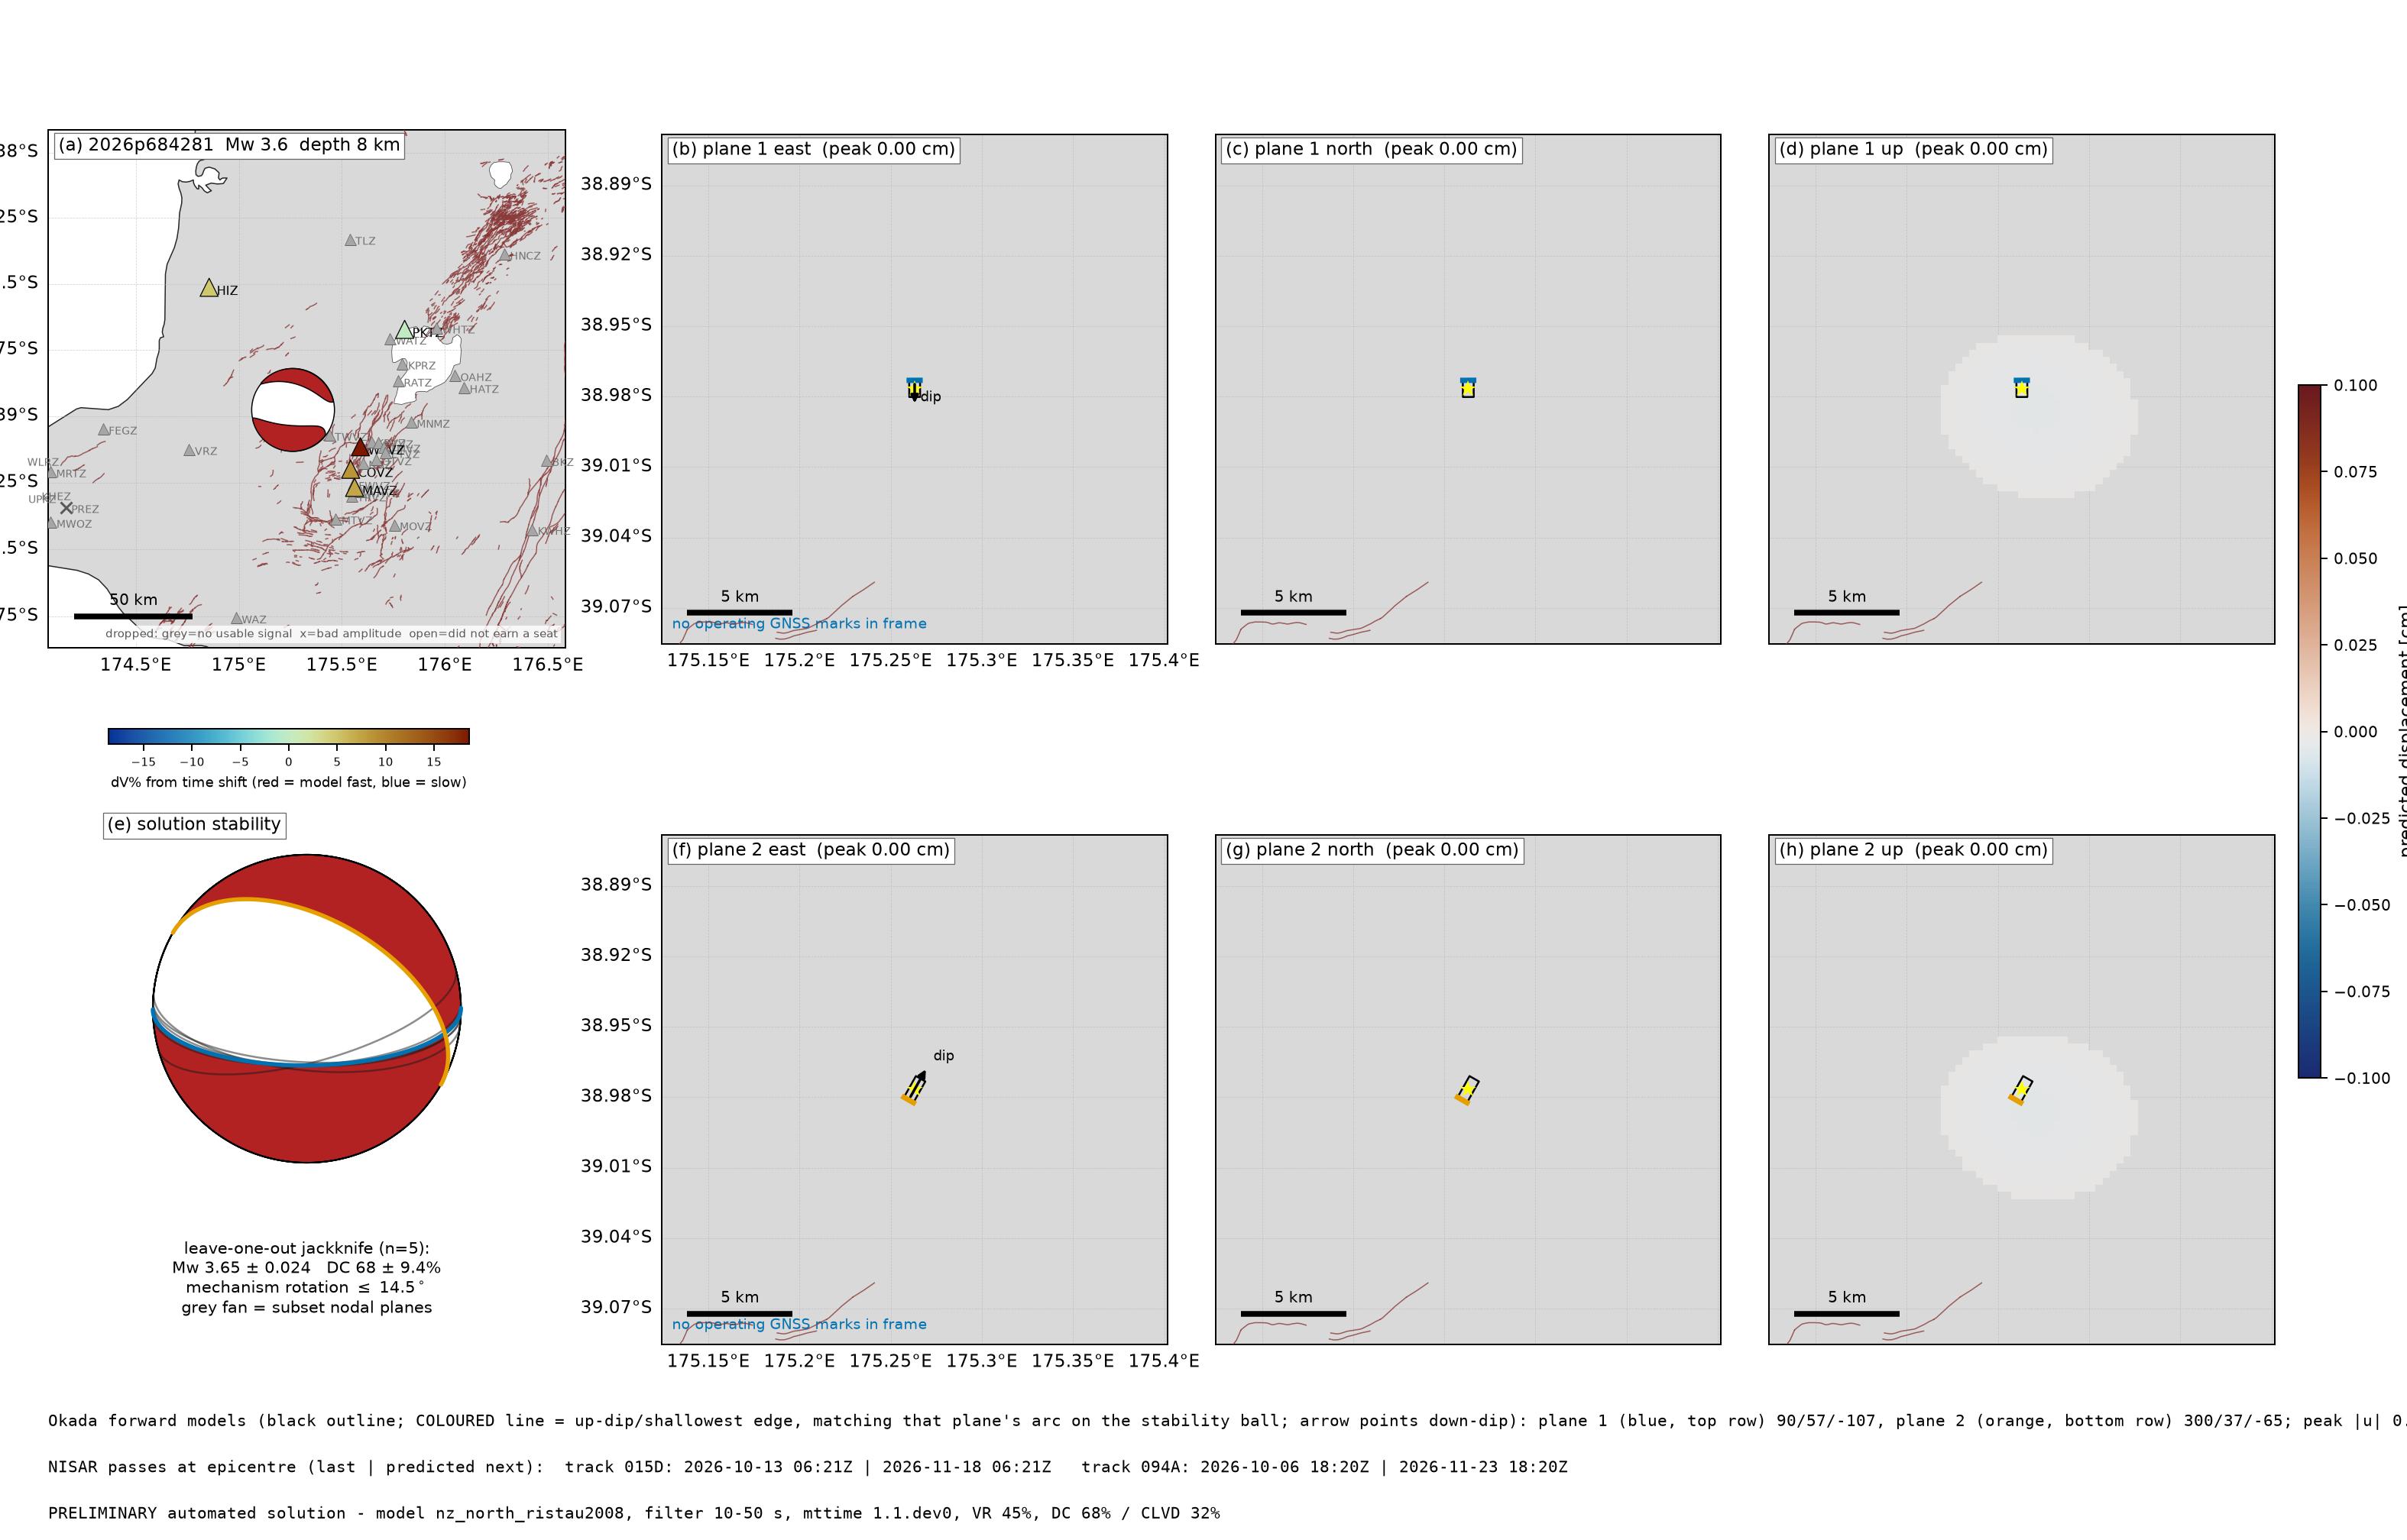 (a) 2026p684281  Mw 3.6  depth 8 km
38°S
25°S
.5°S
75°S
39°S
25°S
.5°S
75°S
TLZ
HNCZ
HIZ
WATZ
KPRZ
RATZ
OAHZ
HATZ
MNMZ
FEGZ
VRZ
WLRZ
MRTZ
PREZ
MWOZ
COVZ
MAVZ
MTVZ
MOVZ
BKZ
KWHZ
WAZ
50 km
dropped: grey=no usable signal  x=bad amplitude  open=did not earn a seat
174.5°E
175°E
175.5°E
176°E
176.5°E
(b) plane 1 east  (peak 0.00 cm)
38.89°S
38.92°S
38.95°S
38.98°S
39.01°S
39.04°S
39.07°S
dip
5 km
no operating GNSS marks in frame
175.15°E
175.2°E
175.25°E
175.3°E
175.35°E
175.4°E
(c) plane 1 north  (peak 0.00 cm)
5 km
(d) plane 1 up  (peak 0.00 cm)
5 km
0.100
0.075
0.050
0.025
0.000
−0.025
−0.050
−0.075
−0.100
predicted displacement [cm]
−15
−10
−5
0
5
10
15
dV% from time shift (red = model fast, blue = slow)
(e) solution stability
leave-one-out jackknife (n=5):
Mw 3.65 ± 0.024   DC 68 ± 9.4%
mechanism rotation ≤ 14.5°
grey fan = subset nodal planes
(f) plane 2 east  (peak 0.00 cm)
38.89°S
38.92°S
38.95°S
38.98°S
39.01°S
39.04°S
39.07°S
dip
5 km
no operating GNSS marks in frame
175.15°E
175.2°E
175.25°E
175.3°E
175.35°E
175.4°E
(g) plane 2 north  (peak 0.00 cm)
5 km
(h) plane 2 up  (peak 0.00 cm)
5 km
Okada forward models (black outline; COLOURED line = up-dip/shallowest edge, matching that plane's arc on the stability ball; arrow points down-dip): plane 1 (blue, top row) 90/57/-107, plane 2 (orange, bottom row) 300/37/-65; peak |u| 0.
NISAR passes at epicentre (last | predicted next):  track 015D: 2026-10-13 06:21Z | 2026-11-18 06:21Z   track 094A: 2026-10-06 18:20Z | 2026-11-23 18:20Z
PRELIMINARY automated solution - model nz_north_ristau2008, filter 10-50 s, mttime 1.1.dev0, VR 45%, DC 68% / CLVD 32%